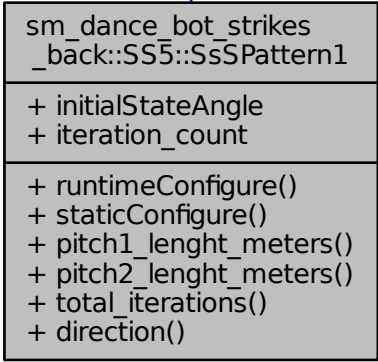 sm_dance_bot_strikes
_back::SS5::SsSPattern1
+ initialStateAngle
+ iteration_count
+ runtimeConfigure()
+ staticConfigure()
+ pitch1_lenght_meters()
+ pitch2_lenght_meters()
+ total_iterations()
+ direction()